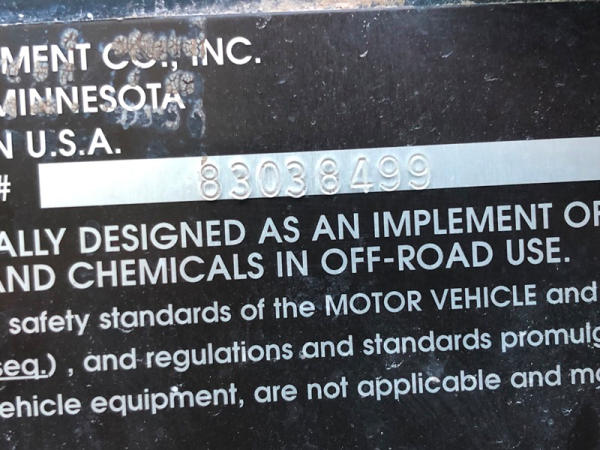 MENT CO., INC.
MINNESOTA
N U.S.A.
# 83038499
ALLY DESIGNED AS AN IMPLEMENT OF
AND CHEMICALS IN OFF-ROAD USE.
safety standards of the MOTOR VEHICLE and
seq.) , and regulations and standards promulg
ehicle equipment, are not applicable and ma